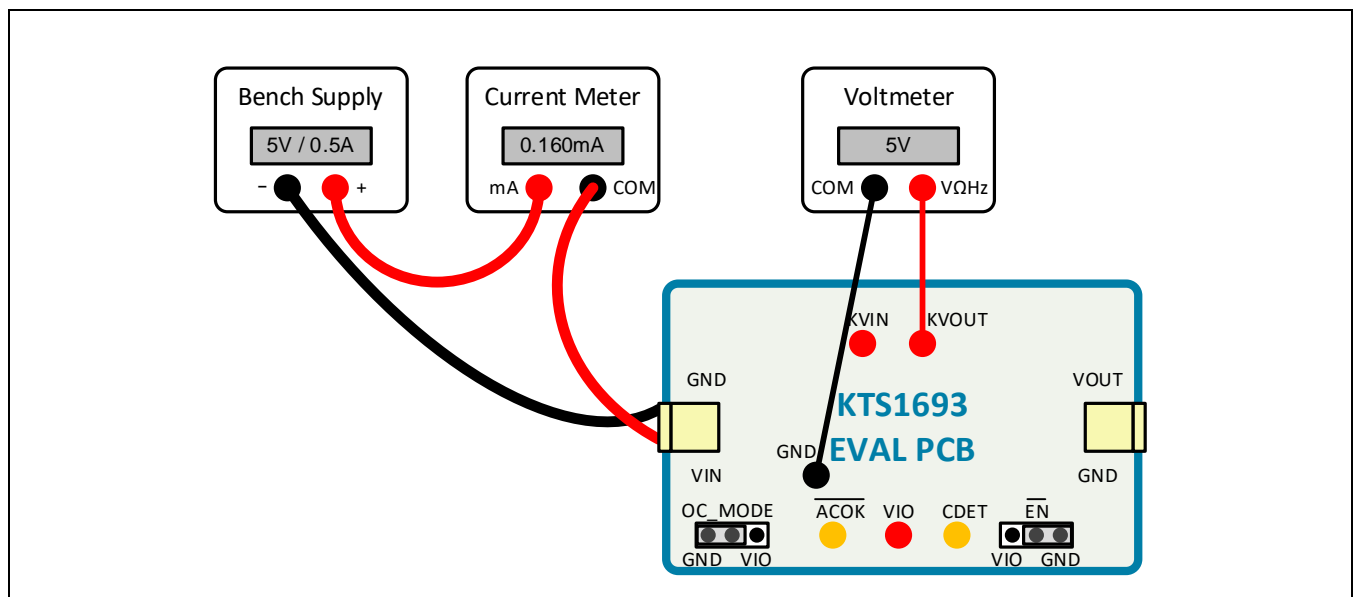 Bench Supply
5V / 0.5A
− +
Current Meter
0.160mA
mA COM
Voltmeter
5V
COM VΩHz
KVIN KVOUT
GND
VIN
KTS1693
EVAL PCB
GND
VOUT
GND
OC_MODE
GND VIO
ACOK
VIO
CDET
EN
VIO GND